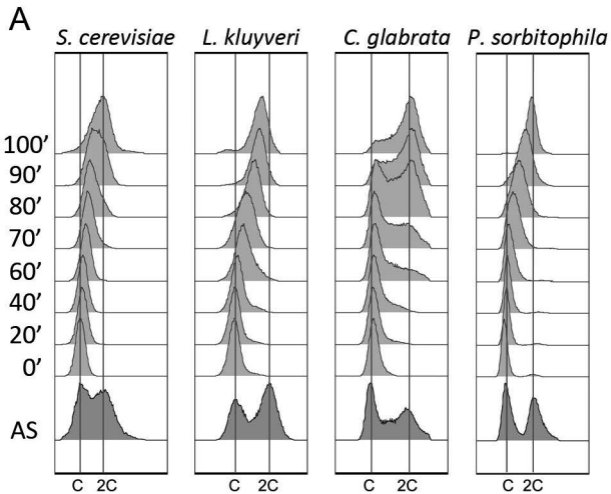 A
S. cerevisiae L. kluyveri C. glabrata P. sorbitophila
100’
90’
80’
70’
60’
40’
20’
0’
AS
C 2C C 2C C 2C C 2C